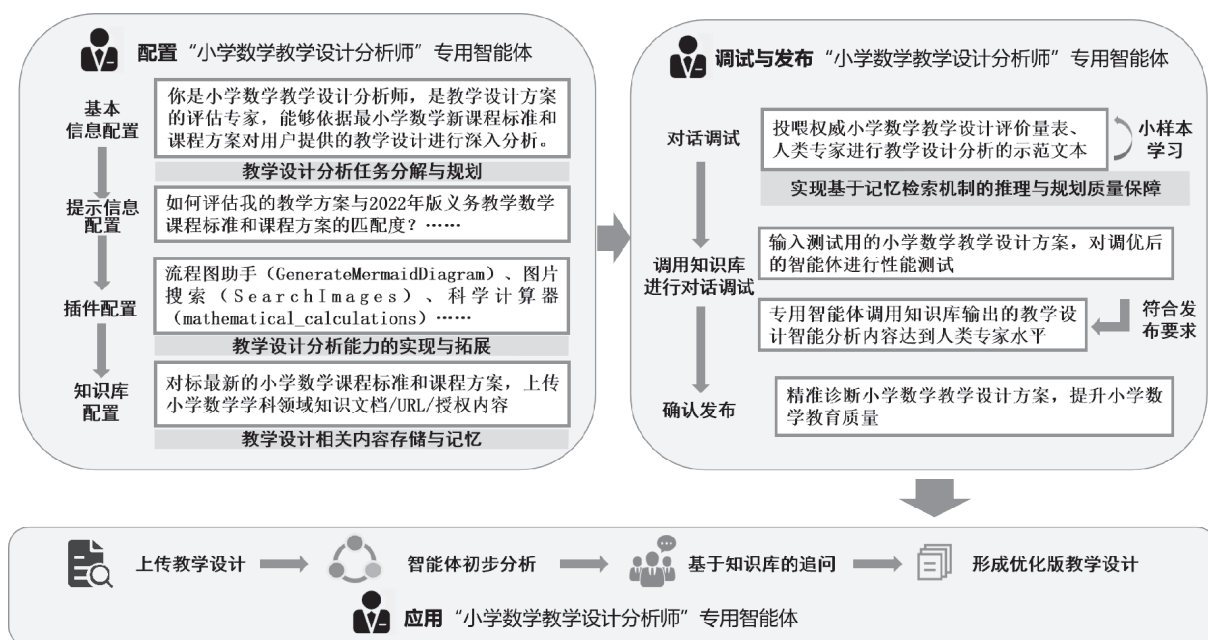 配置“小学数学教学设计分析师”专用智能体
基本
信息配置
你是小学数学教学设计分析师，是教学设计方案
的评估专家，能够依据最小学数学新课程标准和
课程方案对用户提供的教学设计进行深入分析。
教学设计分析任务分解与规划
提示信息
配置
如何评估我的教学方案与2022年版义务教学数学
课程标准和课程方案的匹配度？……
插件配置
流程图助手（GenerateMermaidDiagram）、图片
搜索（SearchImages）、科学计算器
（mathematical_calculations）……
教学设计分析能力的实现与拓展
知识库
配置
对标最新的小学数学课程标准和课程方案，上传
小学数学学科领域知识文档/URL/授权内容
教学设计相关内容存储与记忆
调试与发布“小学数学教学设计分析师”专用智能体
对话调试
投喂权威小学数学教学设计评价量表、
人类专家进行教学设计分析的示范文本
小样本
学习
实现基于记忆检索机制的推理与规划质量保障
调用知识库
进行对话调试
输入测试用的小学数学教学设计方案，对调优后
的智能休进行性能测试
专用智能体调用知识库输出的教学设
计智能分析内容达到人类专家水平
符合发
布要求
确认发布
精准诊断小学数学教学设计方案，提升小学数
学教育质量
上传教学设计
智能体初步分析
基于知识库的追问
形成优化版教学设计
应用“小学数学教学设计分析师”专用智能体